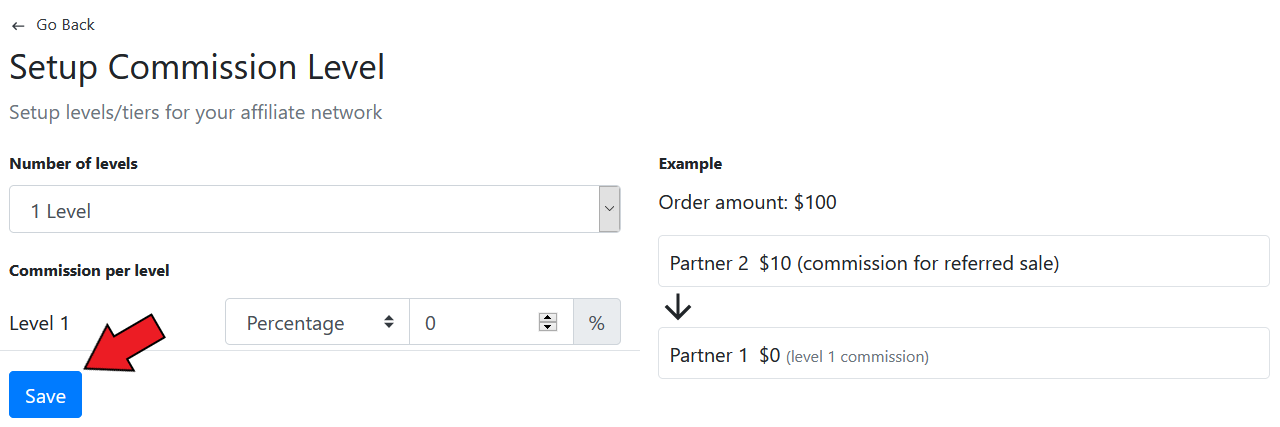 ← Go Back
Setup Commission Level
Setup levels/tiers for your affiliate network
Number of levels
1 Level
Commission per level
Level 1 Percentage 0 %
Save
Example
Order amount: $100
Partner 2 $10 (commission for referred sale)
Partner 1 $0 (level 1 commission)